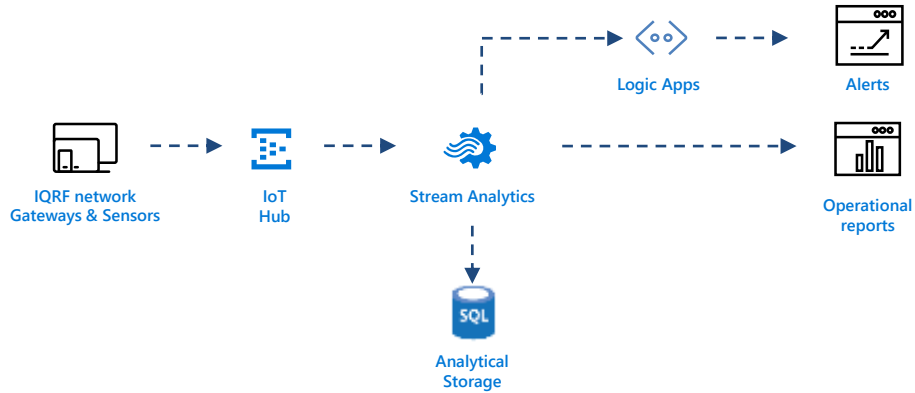 Logic Apps
Alerts
IQRF network
Gateways & Sensors
IoT
Hub
Stream Analytics
Operational
reports
SQL
Analytical
Storage